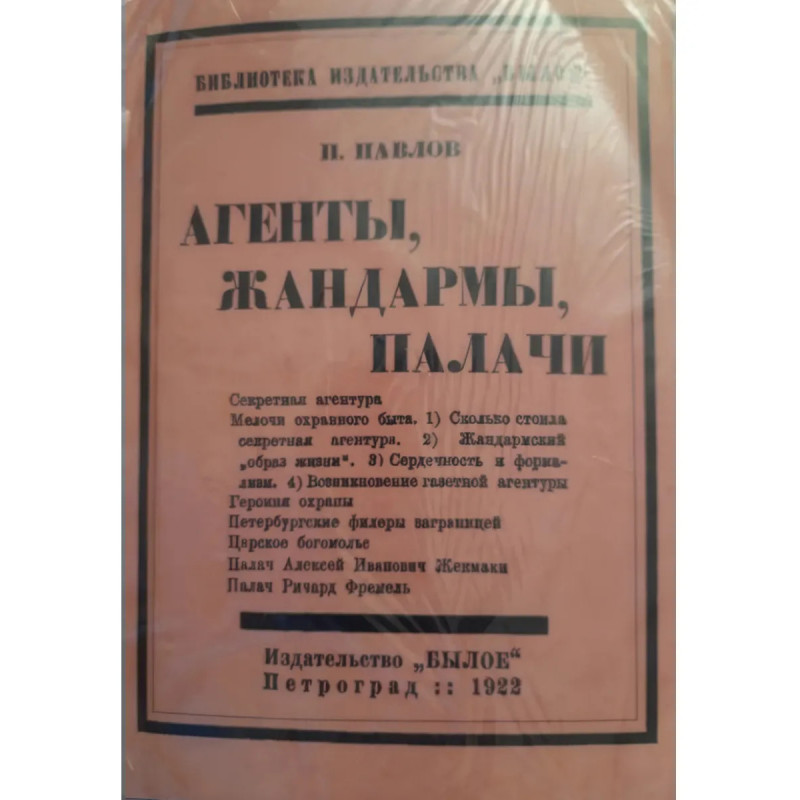 БИБЛИОТЕКА ИЗДАТЕЛЬСТВА „БЫЛОЕ“
П. ПАВЛОВ
АГЕНТЫ,
ЖАНДАРМЫ,
ПАЛАЧИ
Секретная агентура
Мелочи охранного быта. 1) Сколько стоила
секретная агентура. 2) Жандармский
„образ жизни“. 3) Сердечность и форма-
лизм. 4) Возникновение газетной агентуры
Героиня охраны
Петербургские филеры заграницей
Царское богомолье
Палач Алексей Иванович Жекмаки
Палач Ричард Фремель
Издательство „БЫЛОЕ“
Петроград :: 1922